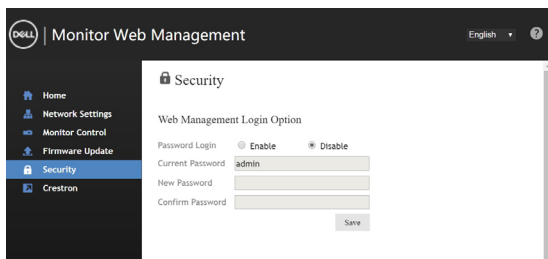 DELL | Monitor Web Management
English
?
Home
Network Settings
Monitor Control
Firmware Update
Security
Crestron
Security
Web Management Login Option
Password Login Enable Disable
Current Password admin
New Password
Confirm Password
Save